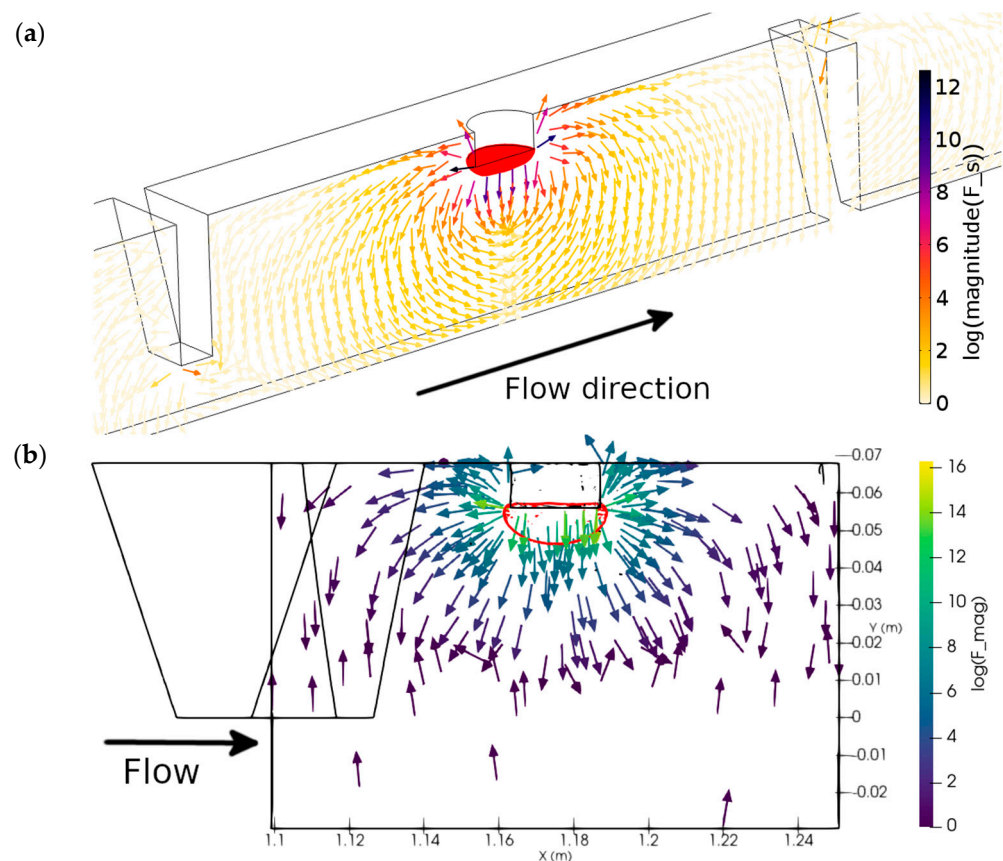 (a)
12
10
8
6
4
2
0
log(magnitude(F_s))
Flow direction
(b)
0.07
0.06
0.05
0.04
0.03
0.02
0.01
0
-0.01
-0.02
Y (m)
16
14
12
10
8
6
4
2
0
log(F_mag)
Flow
1.1 1.12 1.14 1.16 1.18 1.2 1.22 1.24
X (m)